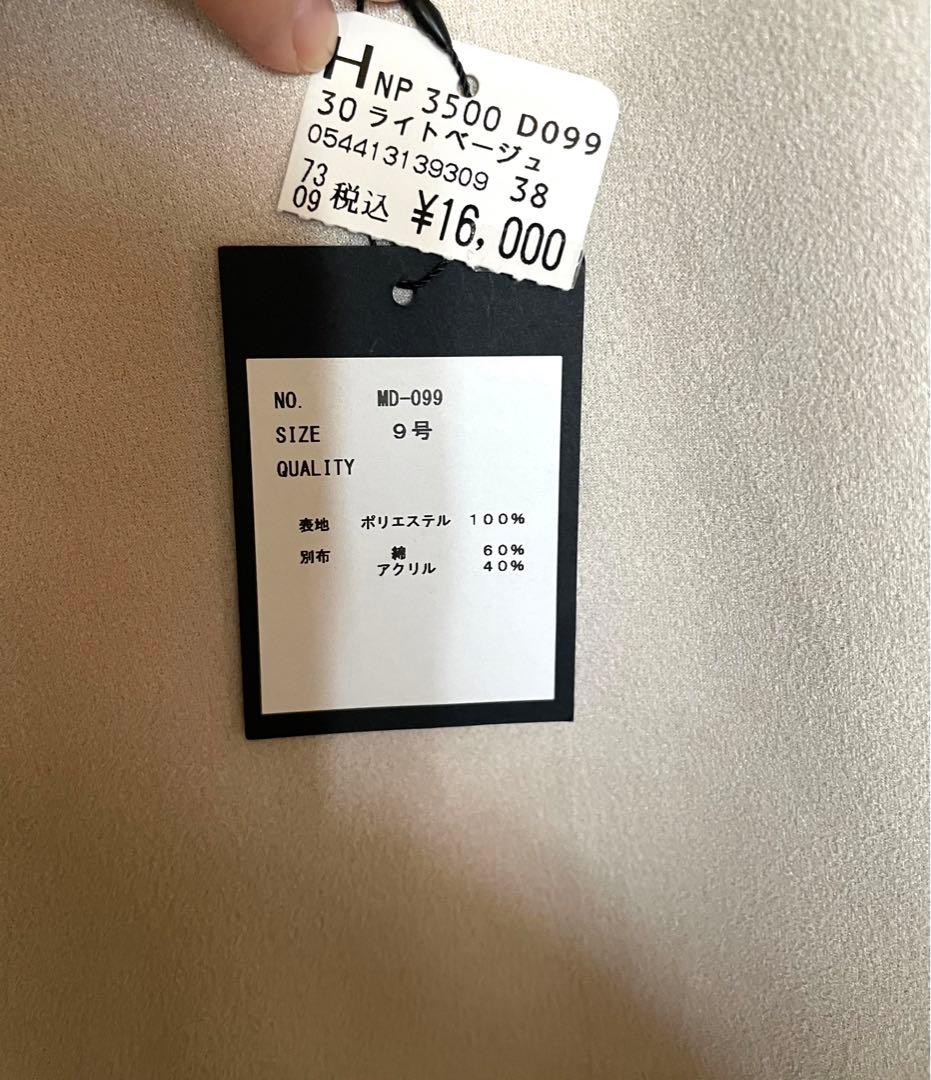 H NP 3500 D099
30 ライトベージュ
054413139309 38
73
09 税込 ¥16,000
NO. MD-099
SIZE 9号
QUALITY
表地 ポリエステル 100%
別布 綿 60%
アクリル 40%